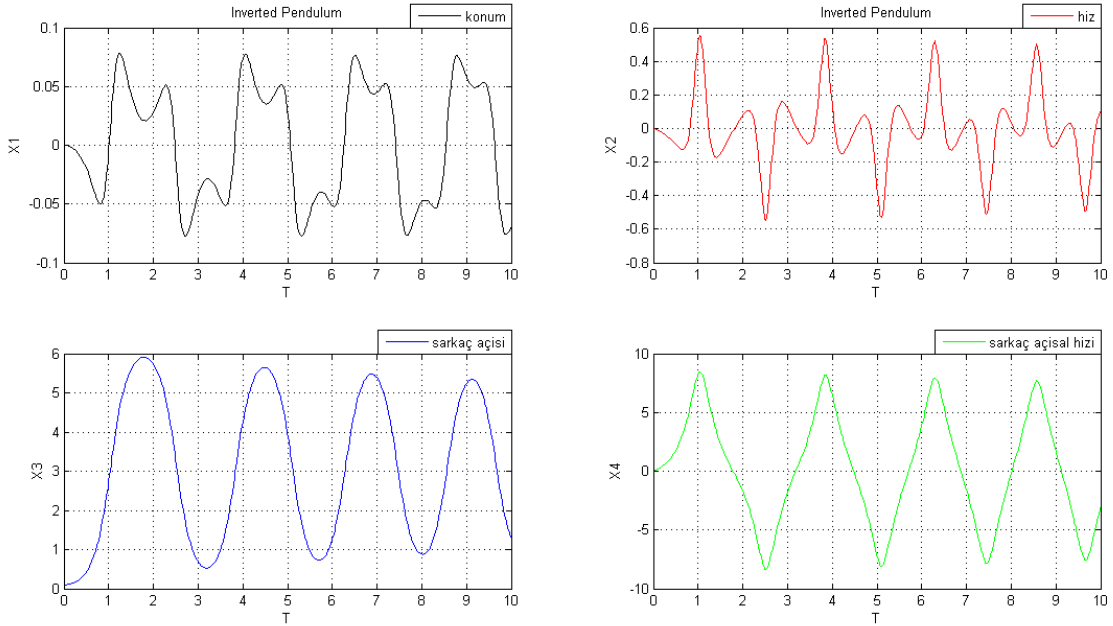 Inverted Pendulum
konum
X1
0.1
0.05
0
-0.05
-0.1
0 1 2 3 4 5 6 7 8 9 10
T
Inverted Pendulum
hiz
X2
0.6
0.4
0.2
0
-0.2
-0.4
-0.6
-0.8
0 1 2 3 4 5 6 7 8 9 10
T
sarkaç açisi
X3
6
5
4
3
2
1
0
0 1 2 3 4 5 6 7 8 9 10
T
sarkaç açisal hizi
X4
10
5
0
-5
-10
0 1 2 3 4 5 6 7 8 9 10
T